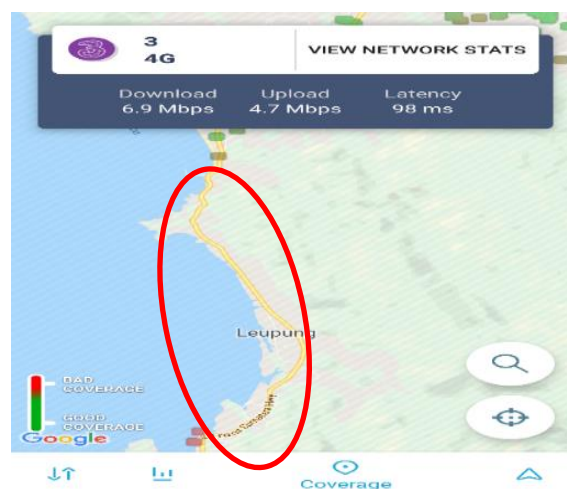 3
4G
VIEW NETWORK STATS
Download Upload Latency
6.9 Mbps 4.7 Mbps 98 ms
Leupung
BAD
COVERAGE
GOOD
COVERAGE
Google
Coverage